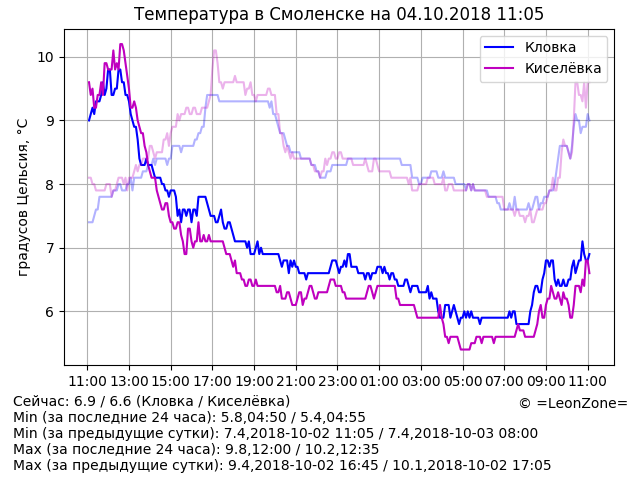 Температура в Смоленске на 04.10.2018 11:05
Кловка
Киселёвка
градусов Цельсия, °C
10
9
8
7
6
11:00 13:00 15:00 17:00 19:00 21:00 23:00 01:00 03:00 05:00 07:00 09:00 11:00
Сейчас: 6.9 / 6.6 (Кловка / Киселёвка)
© =LeonZone=
Min (за последние 24 часа): 5.8,04:50 / 5.4,04:55
Min (за предыдущие сутки): 7.4,2018-10-02 11:05 / 7.4,2018-10-03 08:00
Max (за последние 24 часа): 9.8,12:00 / 10.2,12:35
Max (за предыдущие сутки): 9.4,2018-10-02 16:45 / 10.1,2018-10-02 17:05